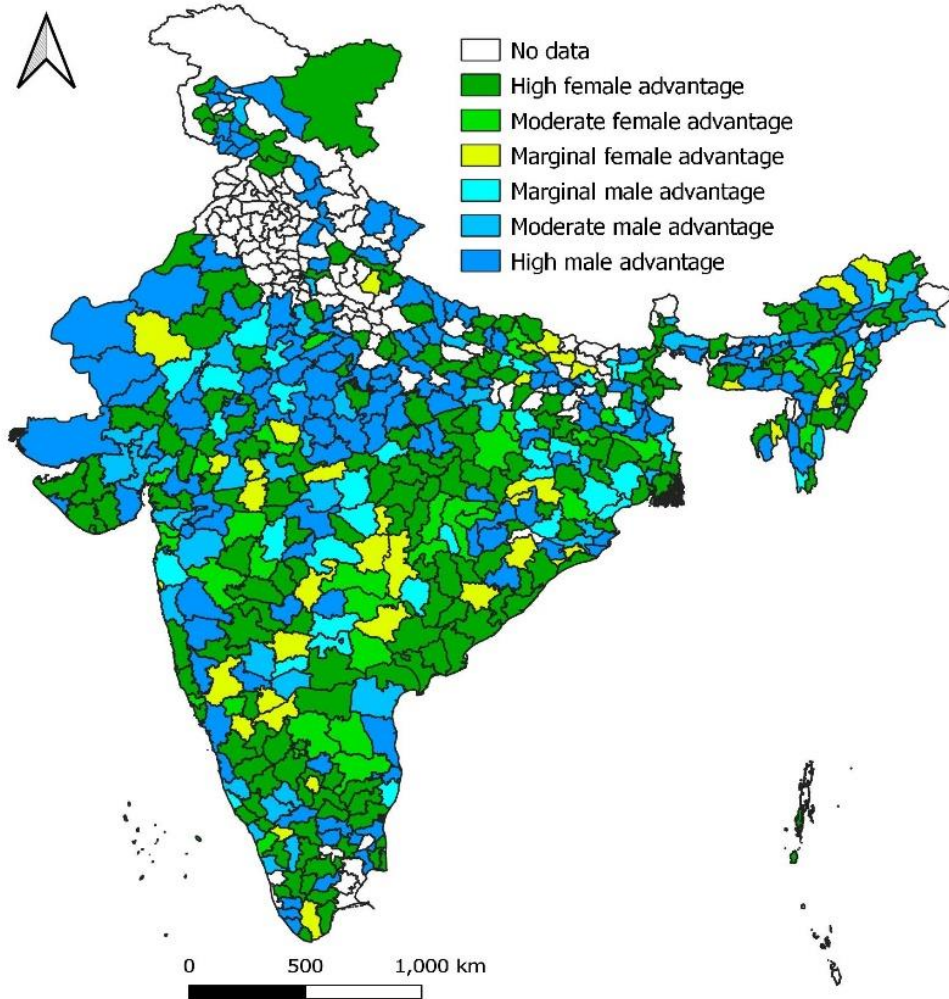 No data
High female advantage
Moderate female advantage
Marginal female advantage
Marginal male advantage
Moderate male advantage
High male advantage
0 500 1,000 km